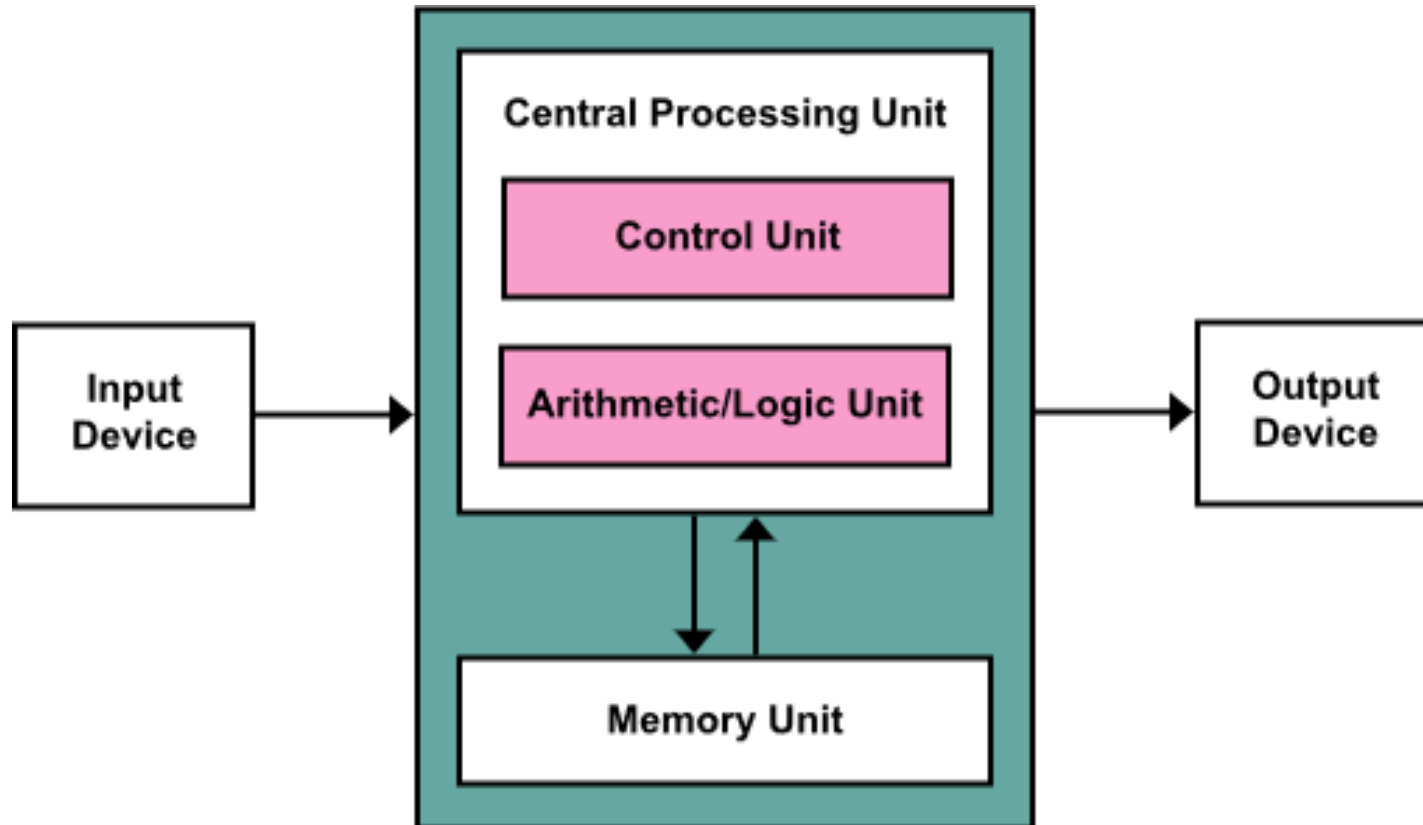 Central Processing Unit
Control Unit
Arithmetic/Logic Unit
Input
Device
Output
Device
Memory Unit